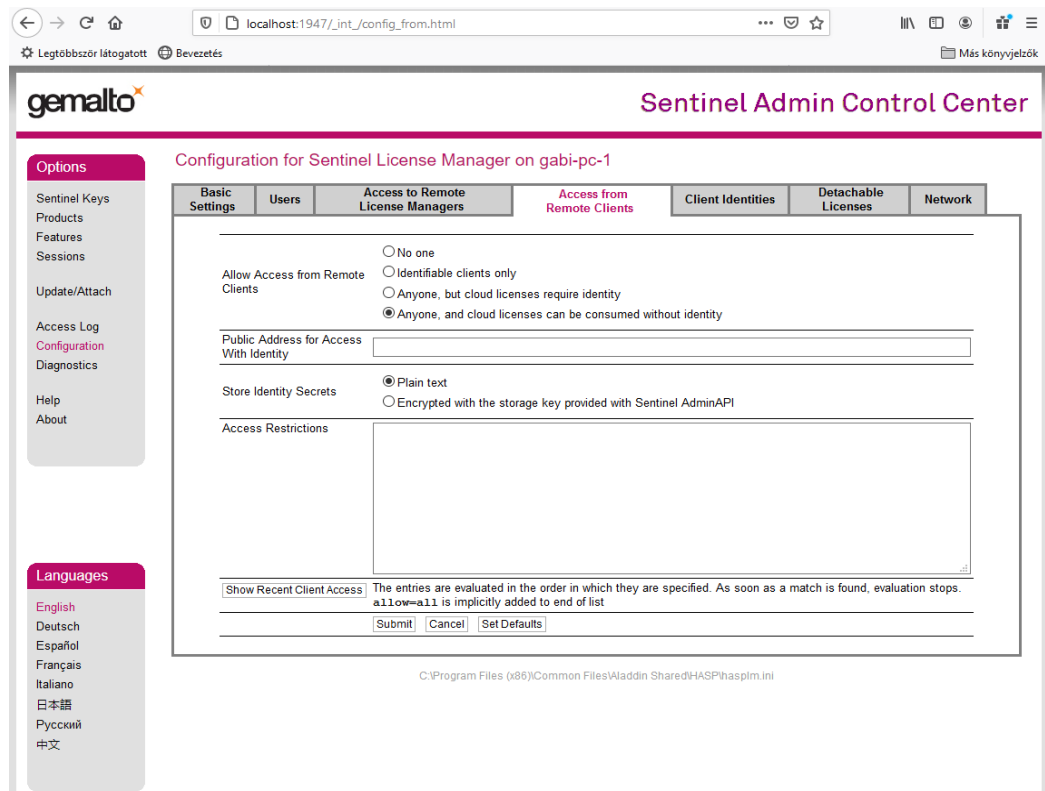 localhost:1947/_int_/config_from.html
Legtöbbször látogatott Bevezetés Más könyvjelzők
gemalto
Sentinel Admin Control Center
Options
Sentinel Keys
Products
Features
Sessions
Update/Attach
Access Log
Configuration
Diagnostics
Help
About
Languages
English
Deutsch
Español
Français
Italiano
日本語
Русский
中文
Configuration for Sentinel License Manager on gabi-pc-1
Basic
Settings
Users
Access to Remote
License Managers
Access from
Remote Clients
Client Identities
Detachable
Licenses
Network
Allow Access from Remote
Clients
No one
Identifiable clients only
Anyone, but cloud licenses require identity
Anyone, and cloud licenses can be consumed without identity
Public Address for Access
With Identity
Store Identity Secrets
Plain text
Encrypted with the storage key provided with Sentinel AdminAPI
Access Restrictions
Show Recent Client Access
The entries are evaluated in the order in which they are specified. As soon as a match is found, evaluation stops.
allow=all is implicitly added to end of list
Submit Cancel Set Defaults
C:\Program Files (x86)\Common Files\Aladdin Shared\HASP\hasplm.ini